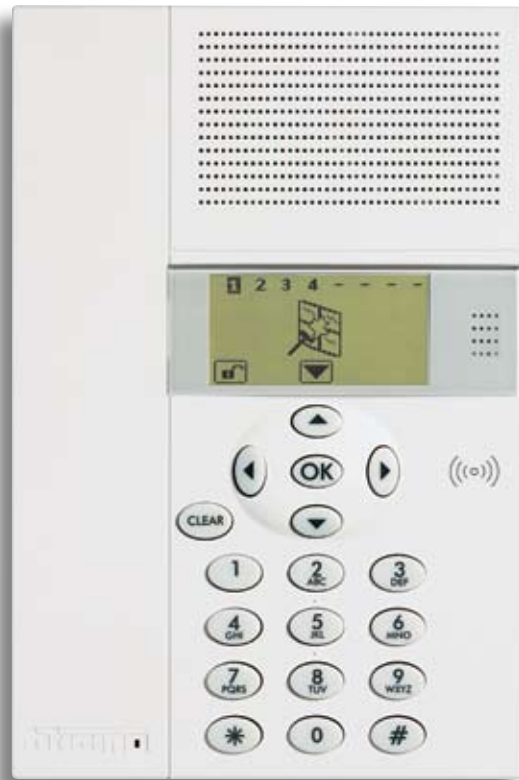 1 2 3 4 - - - -
OK
CLEAR
1 2 3
ABC DEF
4 5 6
GHI JKL MNO
7 8 9
PQRS TUV WXYZ
* 0 #